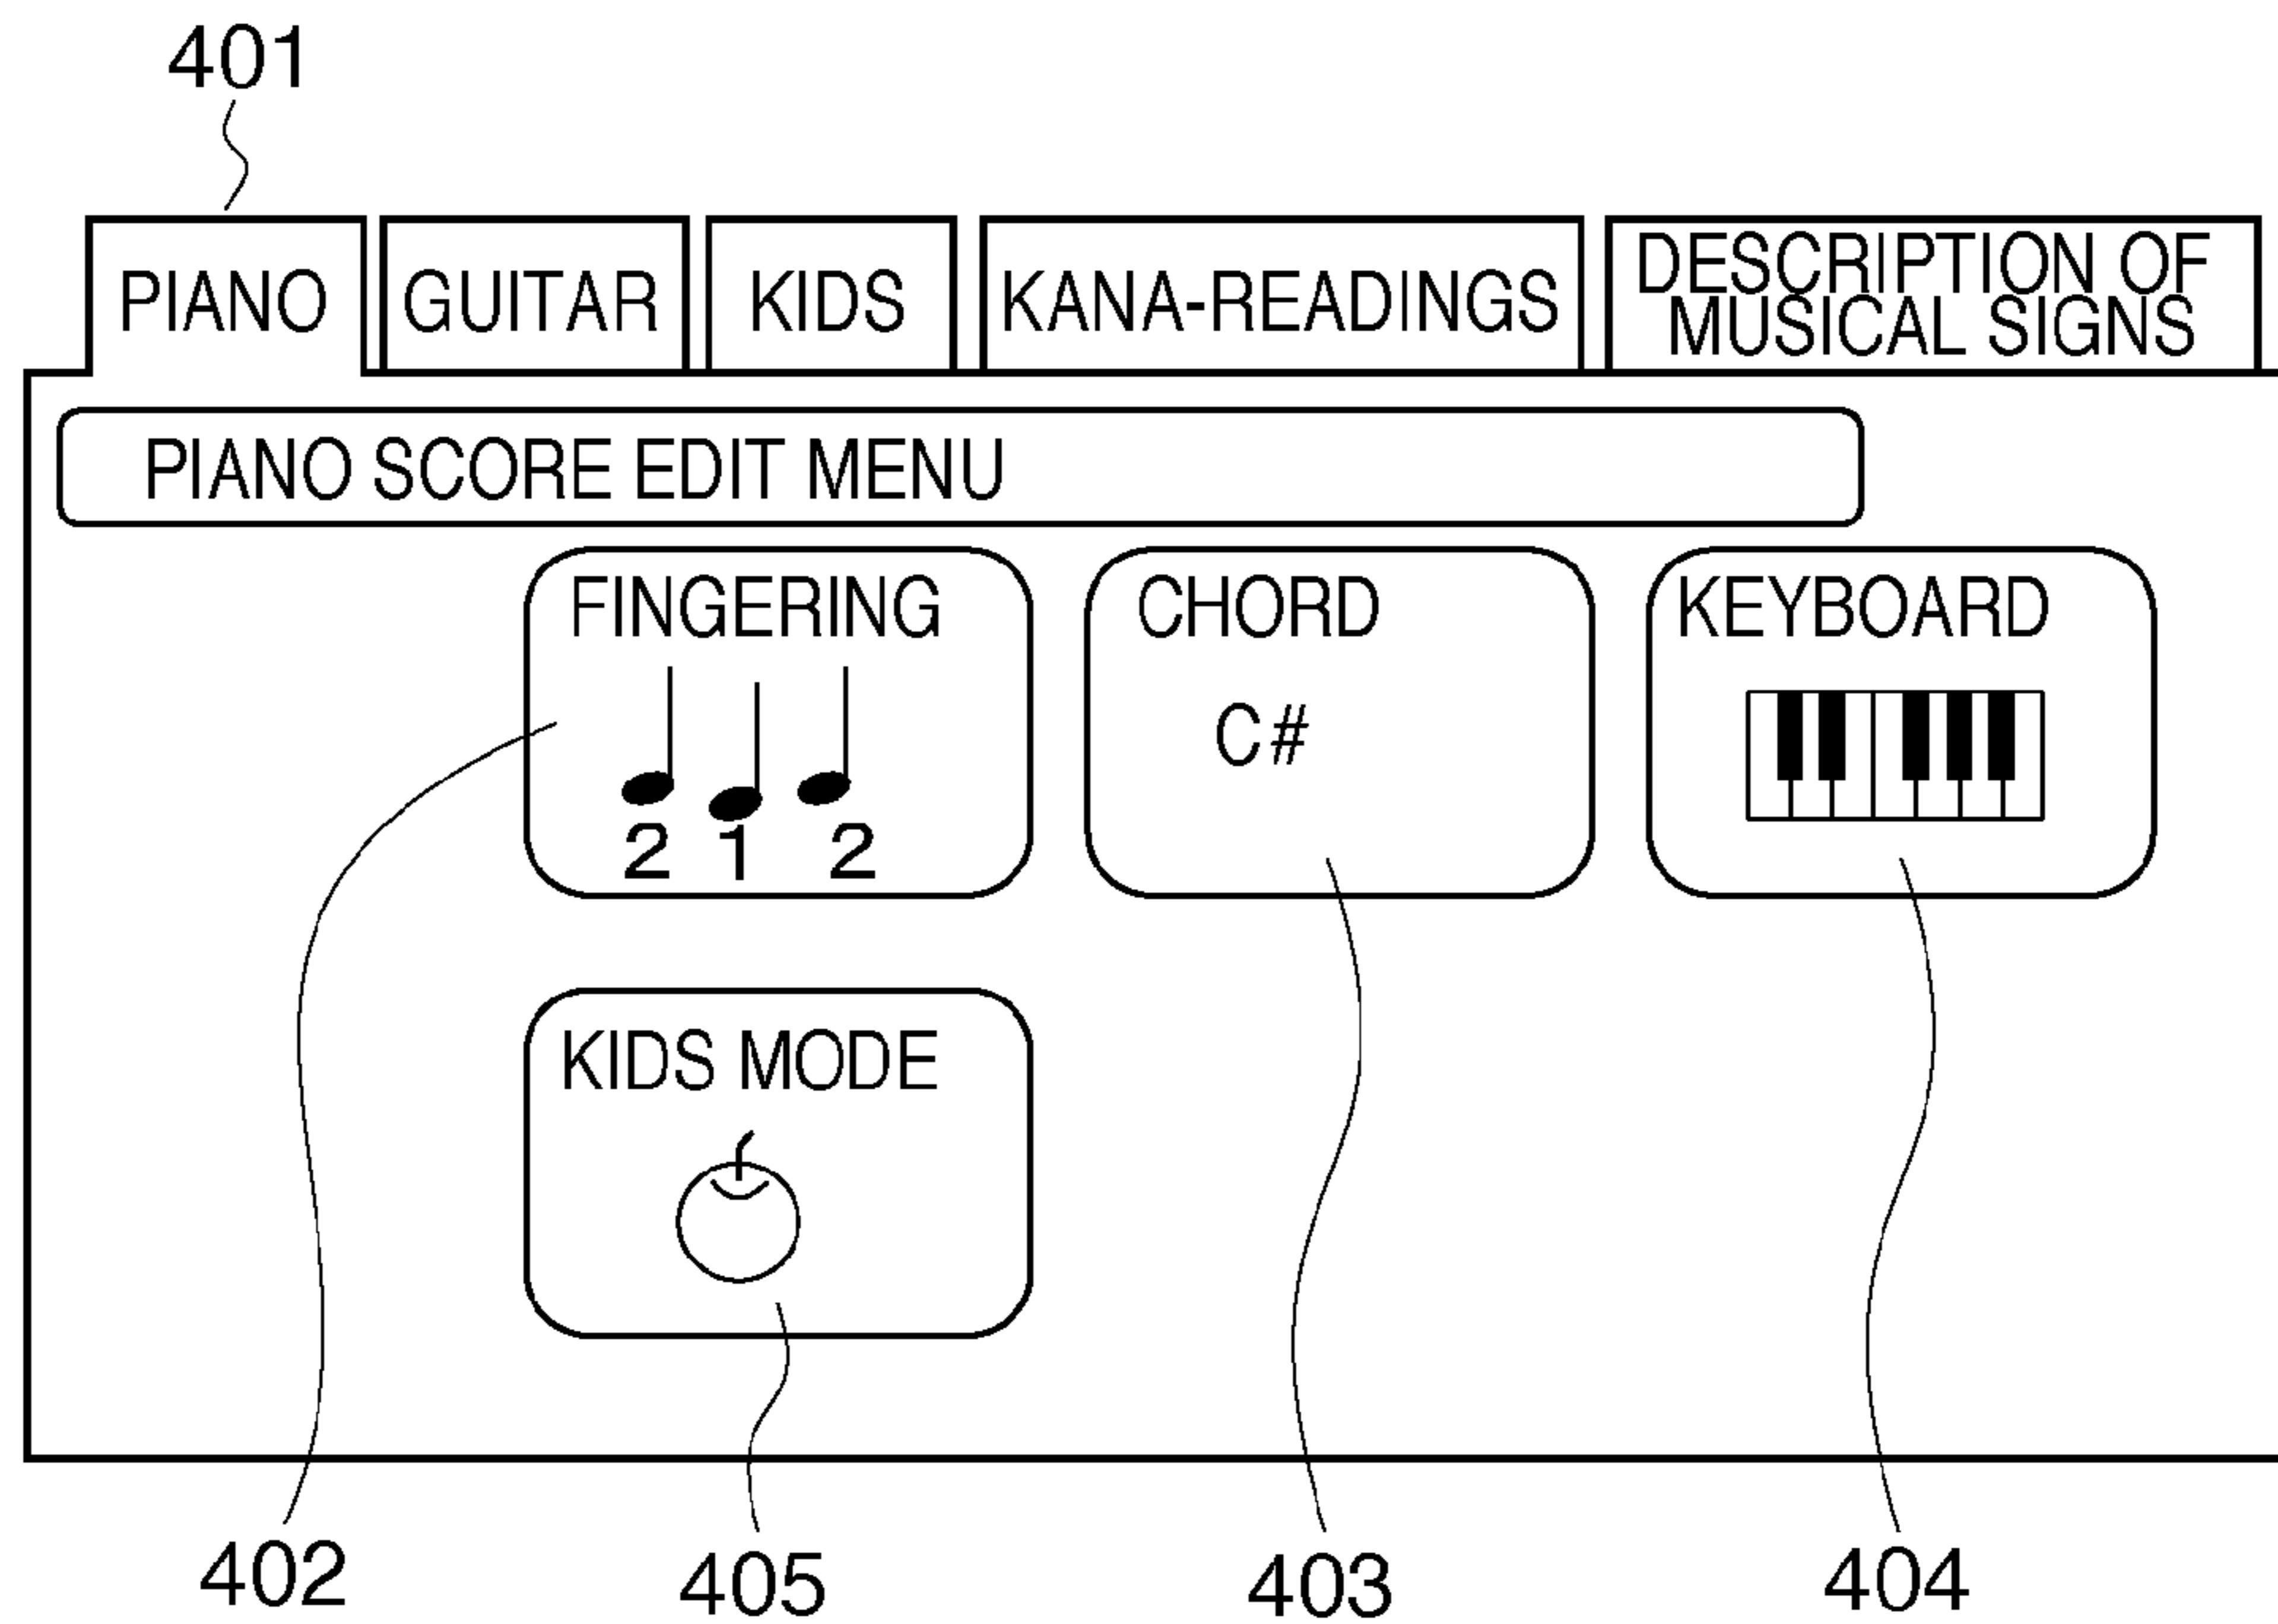 401
PIANO
GUITAR
KIDS
KANA-READINGS
DESCRIPTION OF
MUSICAL SIGNS
PIANO SCORE EDIT MENU
FINGERING
2 1 2
CHORD
C#
KEYBOARD
KIDS MODE
402
405
403
404